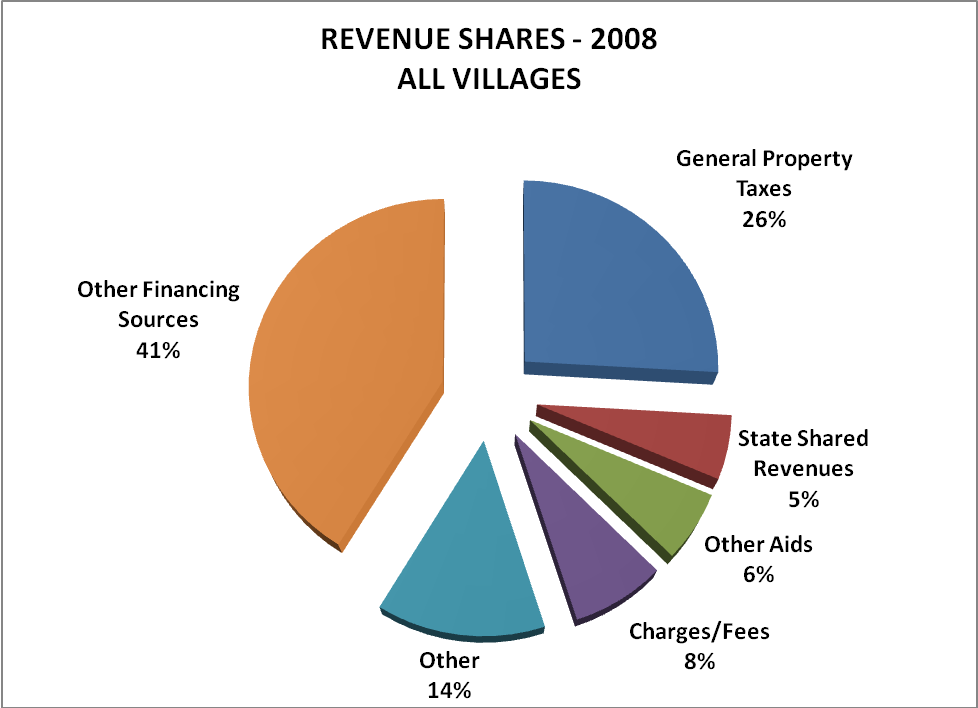 REVENUE SHARES - 2008
ALL VILLAGES
General Property
Taxes
26%
State Shared
Revenues
5%
Other Aids
6%
Charges/Fees
8%
Other
14%
Other Financing
Sources
41%